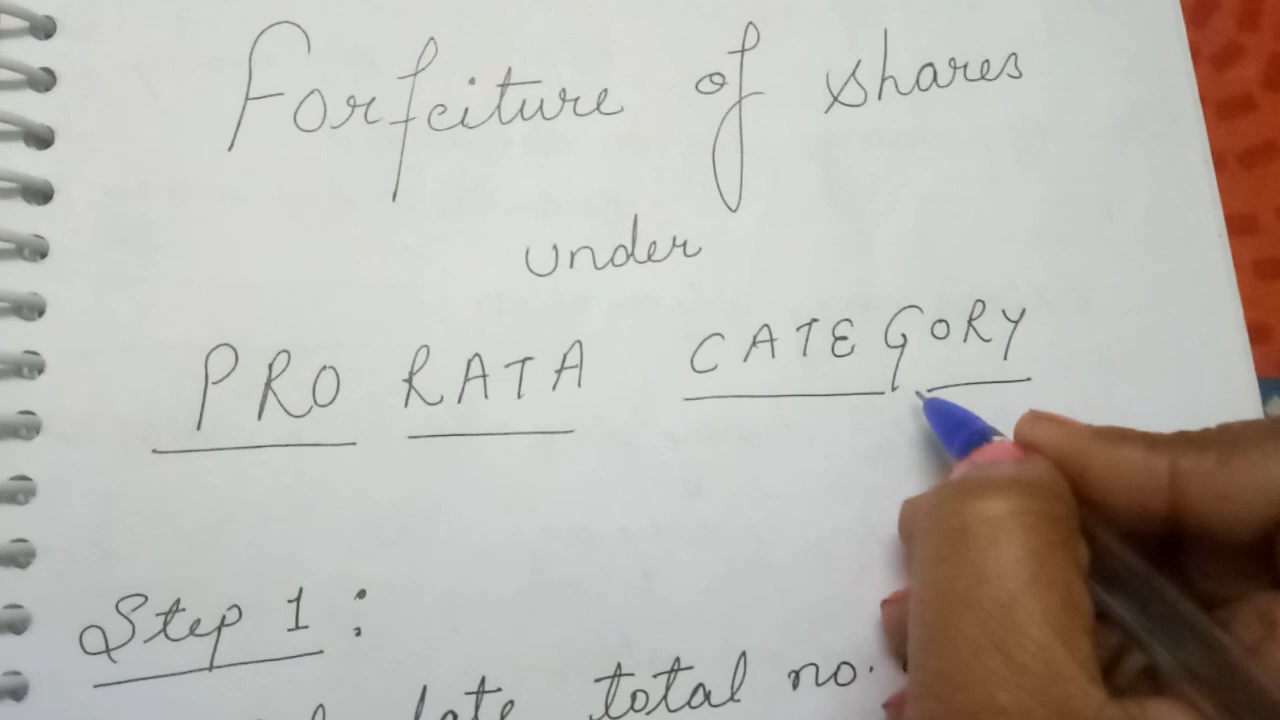 Forfeiture of shares
under
PRO RATA CATEGORY
Step 1 :
total no.